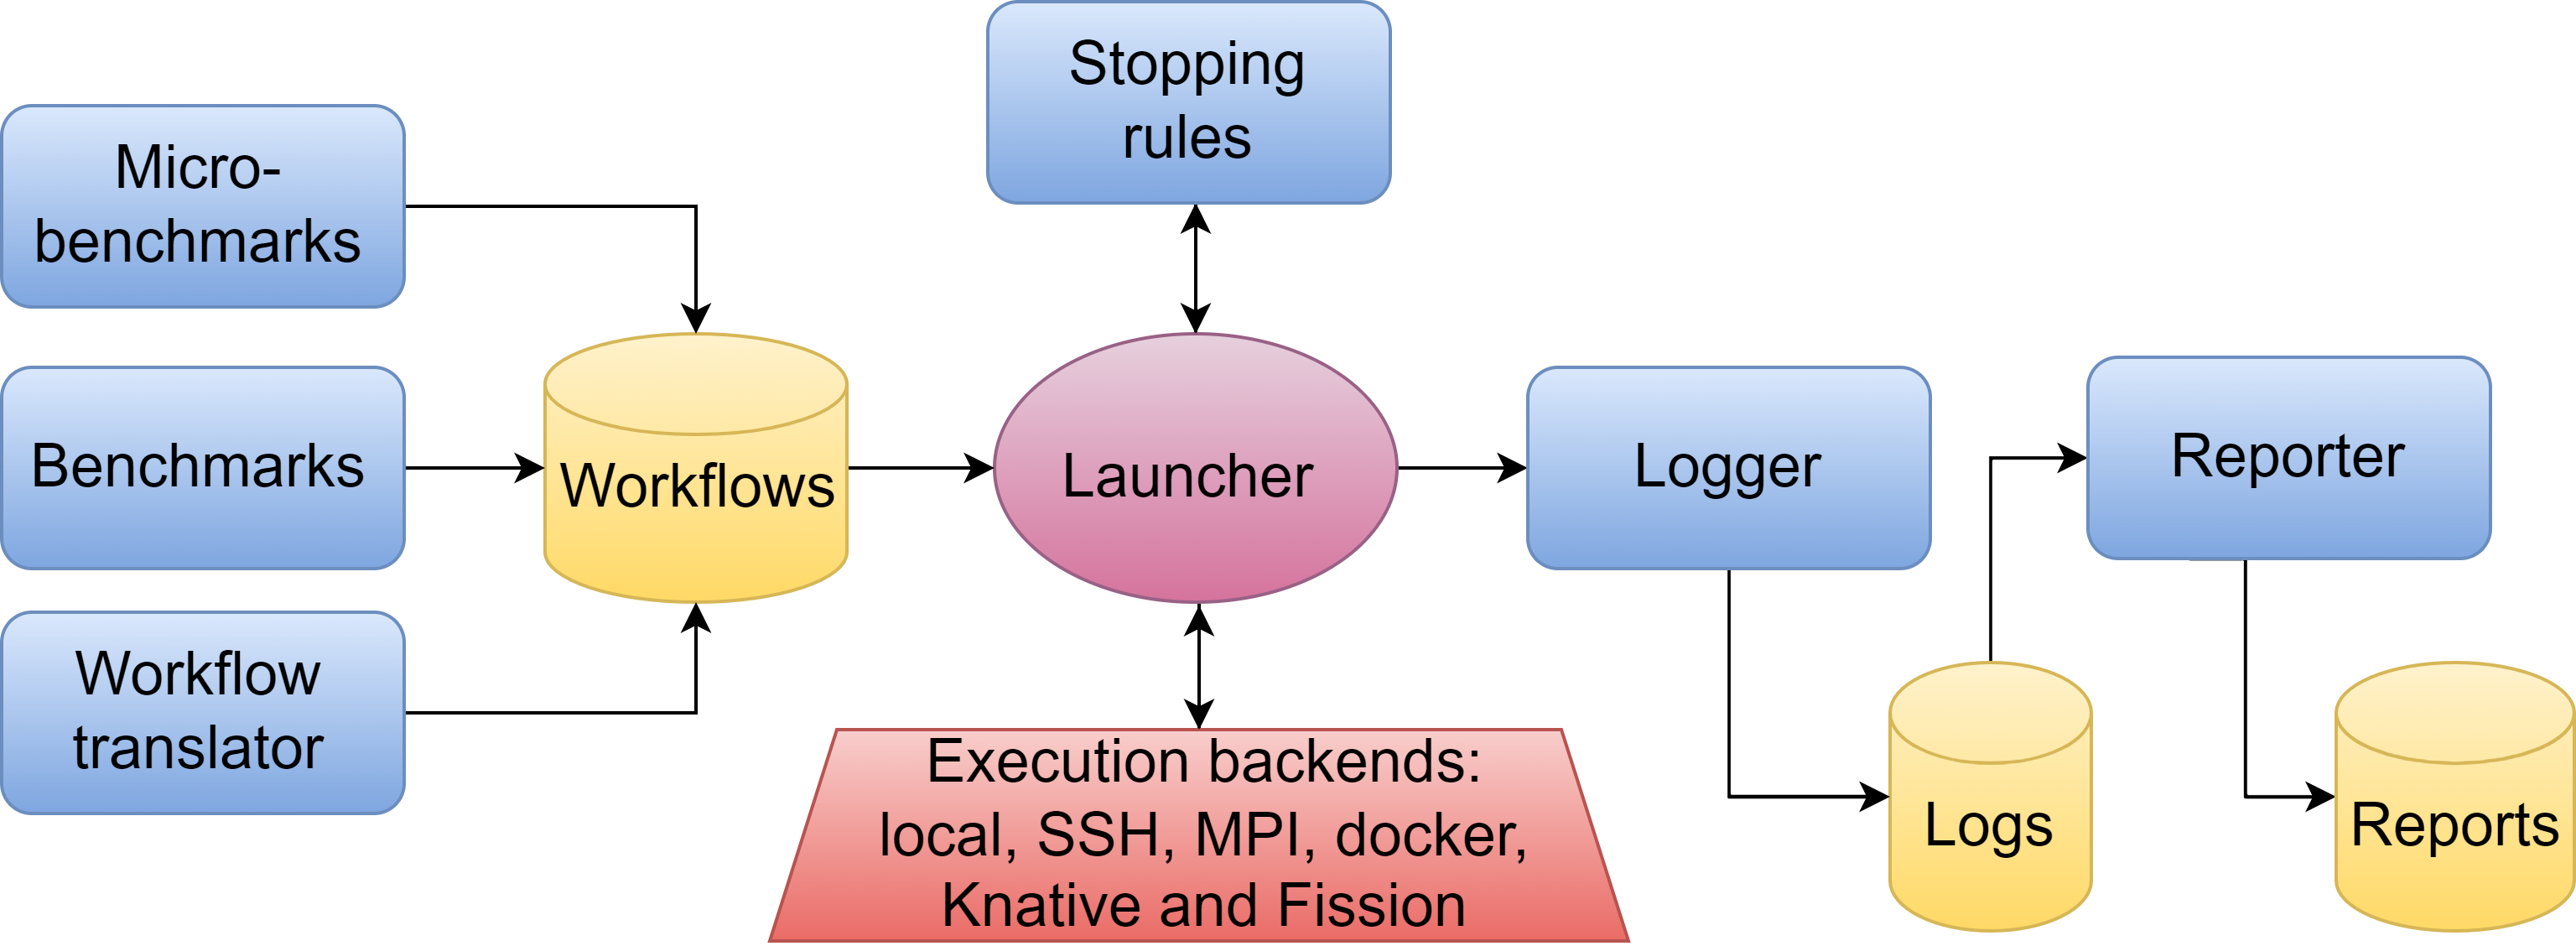 Stopping
rules
Micro-
benchmarks
Benchmarks
Workflow
translator
Workflows
Launcher
Execution backends:
local, SSH, MPI, docker,
Knative and Fission
Logger
Logs
Reporter
Reports